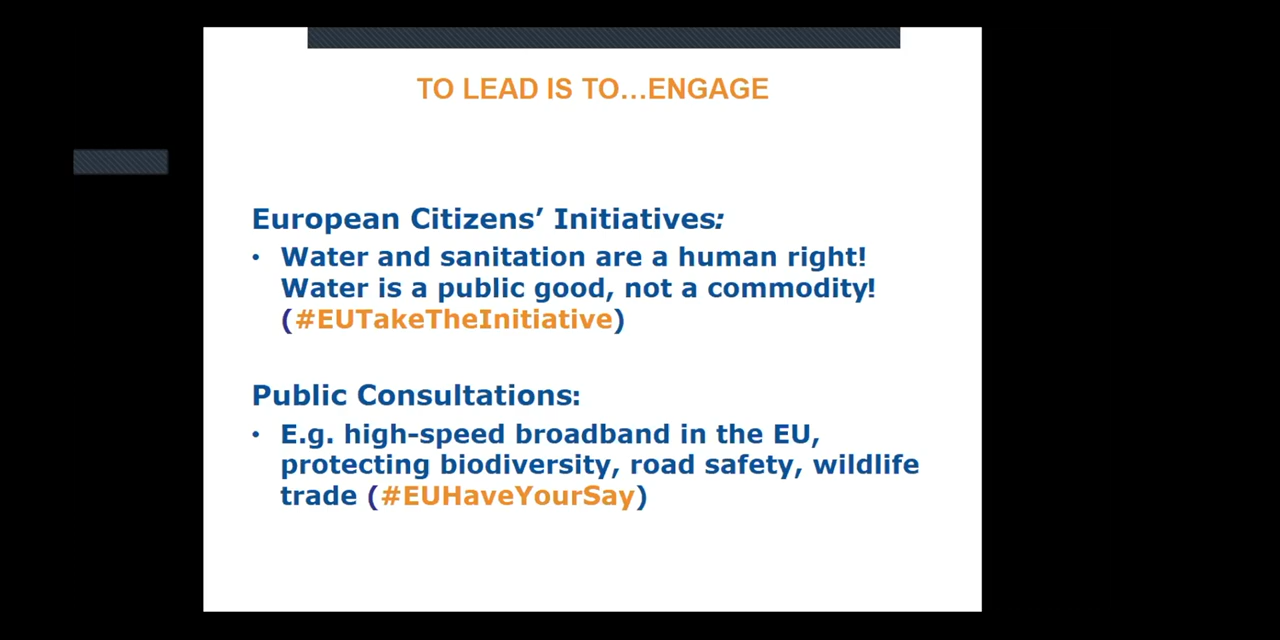 TO LEAD IS TO...ENGAGE
European Citizens’ Initiatives:
• Water and sanitation are a human right!
Water is a public good, not a commodity!
(#EUTakeTheInitiative)
Public Consultations:
• E.g. high-speed broadband in the EU,
protecting biodiversity, road safety, wildlife
trade (#EUHaveYourSay)